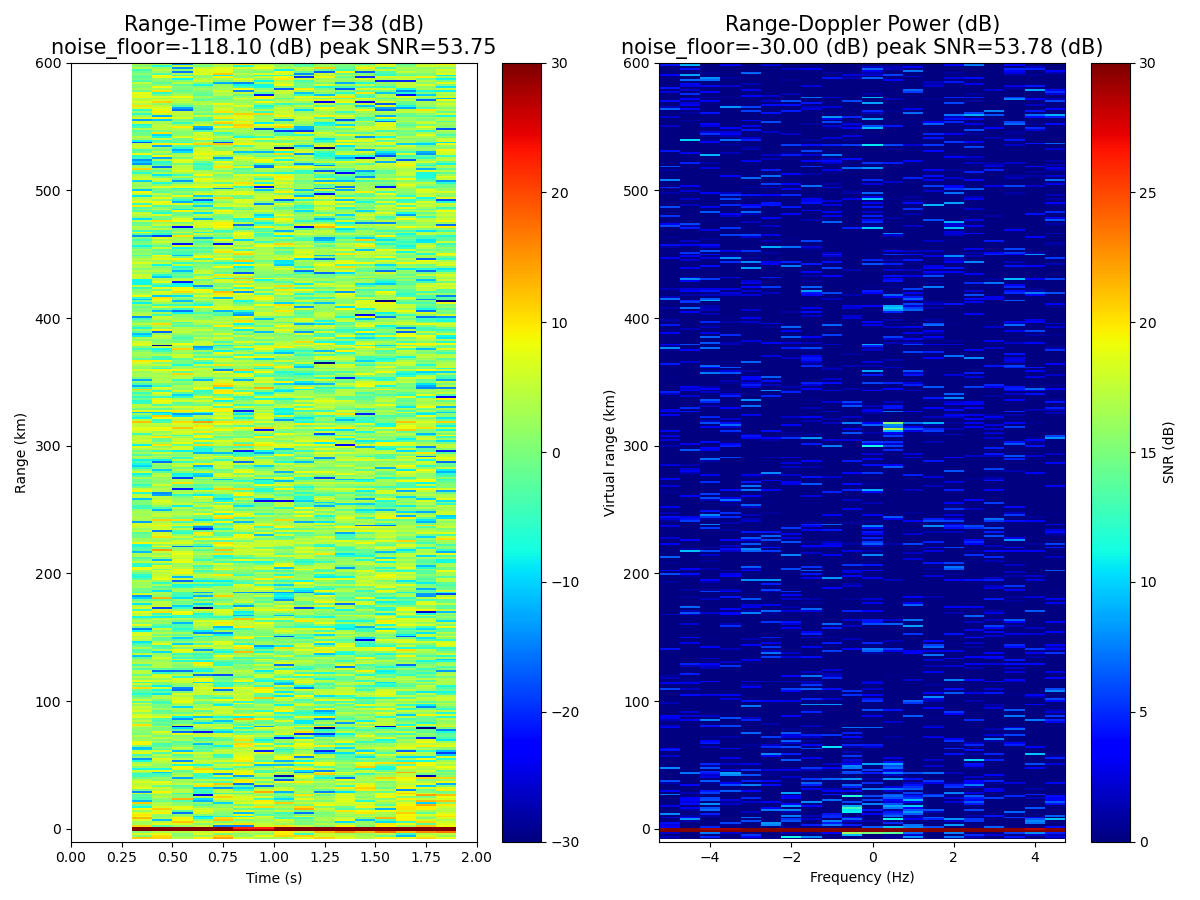 Range-Time Power f=38 (dB)
noise_floor=-118.10 (dB) peak SNR=53.75
Range-Doppler Power (dB)
noise_floor=-30.00 (dB) peak SNR=53.78 (dB)
600
500
400
300
200
100
0
Range (km)
0.00 0.25 0.50 0.75 1.00 1.25 1.50 1.75 2.00
Time (s)
30
20
10
0
−10
−20
−30
600
500
400
300
200
100
0
Virtual range (km)
−4 −2 0 2 4
Frequency (Hz)
30
25
20
15
10
5
0
SNR (dB)